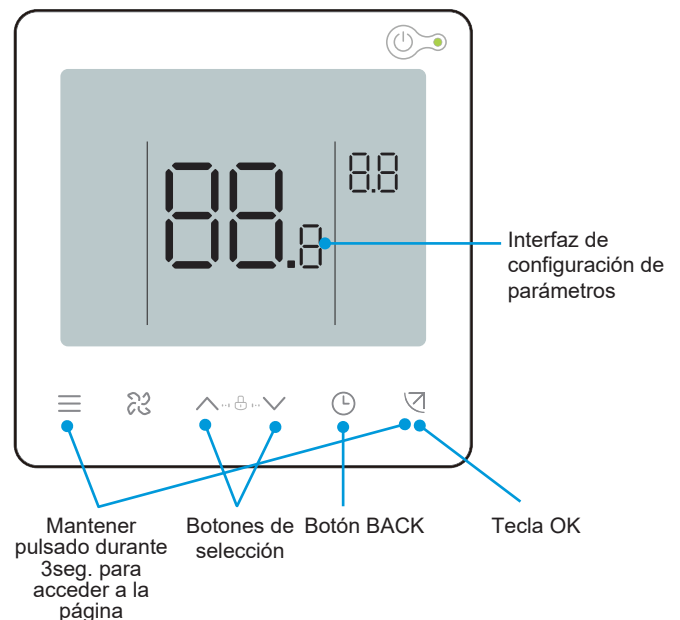 88.8
8.8
Interfaz de
configuración de
parámetros
Mantener
pulsado durante
3seg. para
acceder a la
página
Botones de
selección
Botón BACK
Tecla OK